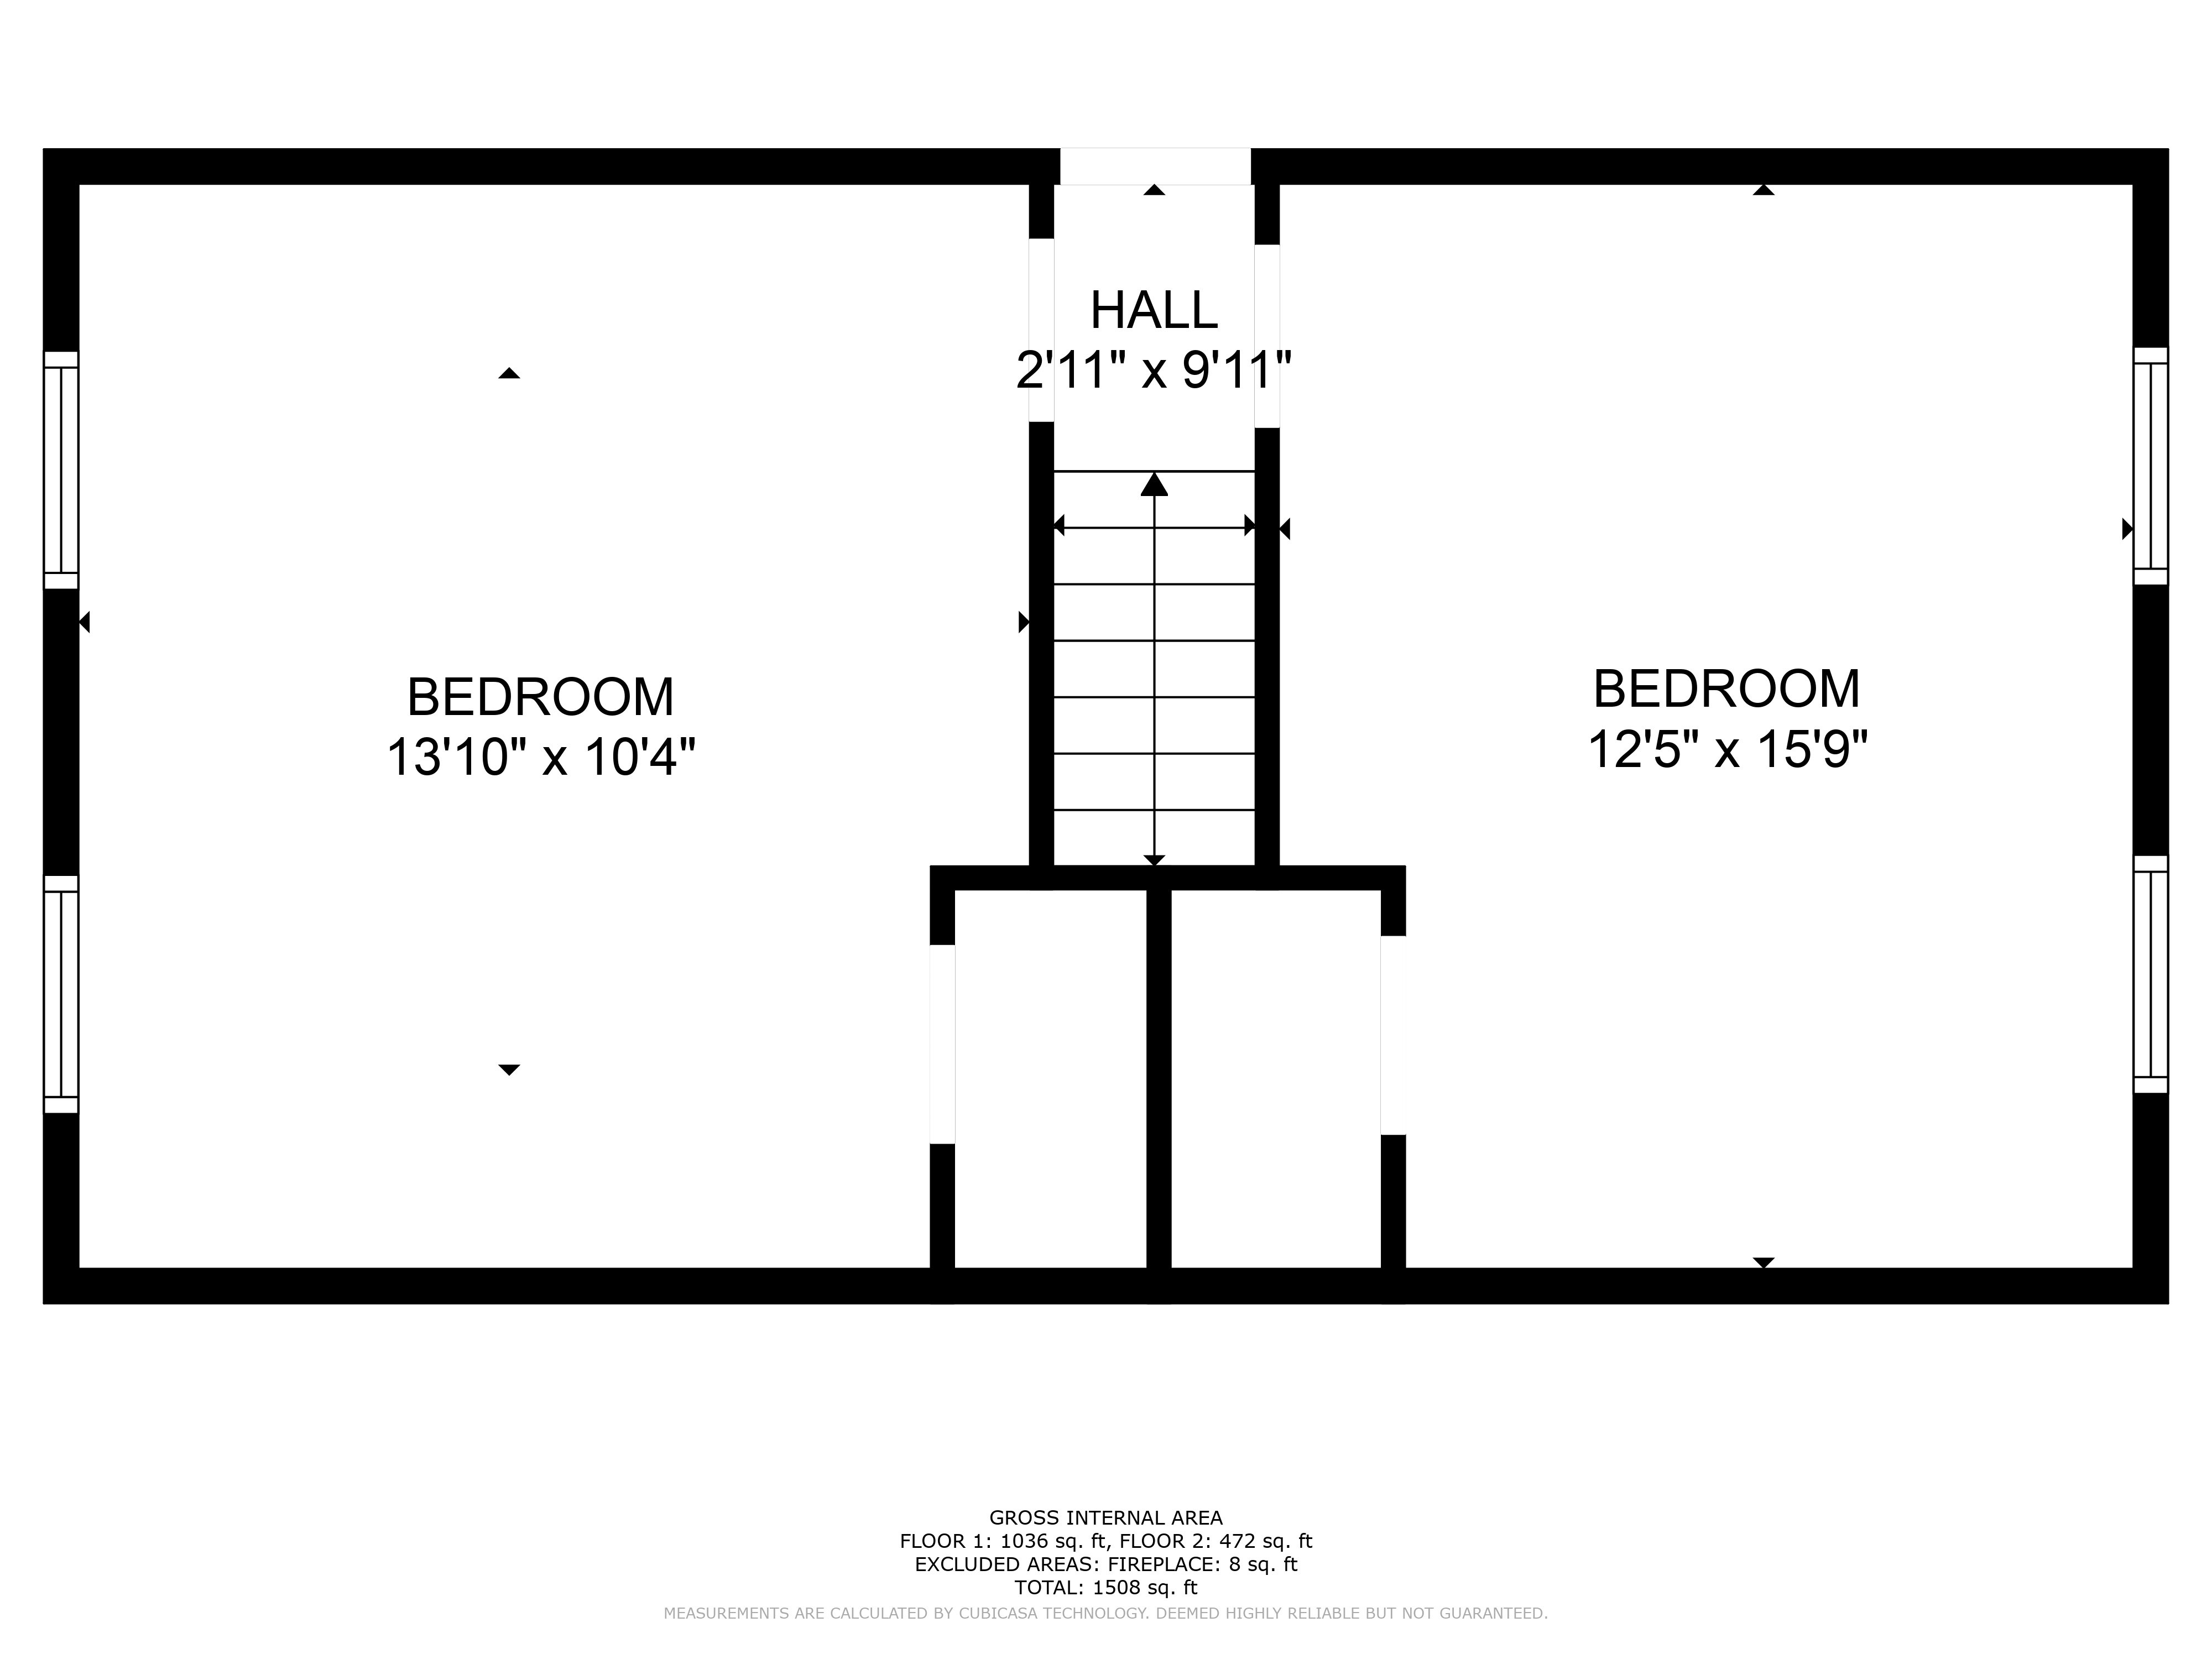 HALL
2'11" x 9'11"
BEDROOM
13'10" x 10'4"
BEDROOM
12'5" x 15'9"
GROSS INTERNAL AREA
FLOOR 1: 1036 sq. ft, FLOOR 2: 472 sq. ft
EXCLUDED AREAS: FIREPLACE: 8 sq. ft
TOTAL: 1508 sq. ft
MEASUREMENTS ARE CALCULATED BY CUBICASA TECHNOLOGY. DEEMED HIGHLY RELIABLE BUT NOT GUARANTEED.